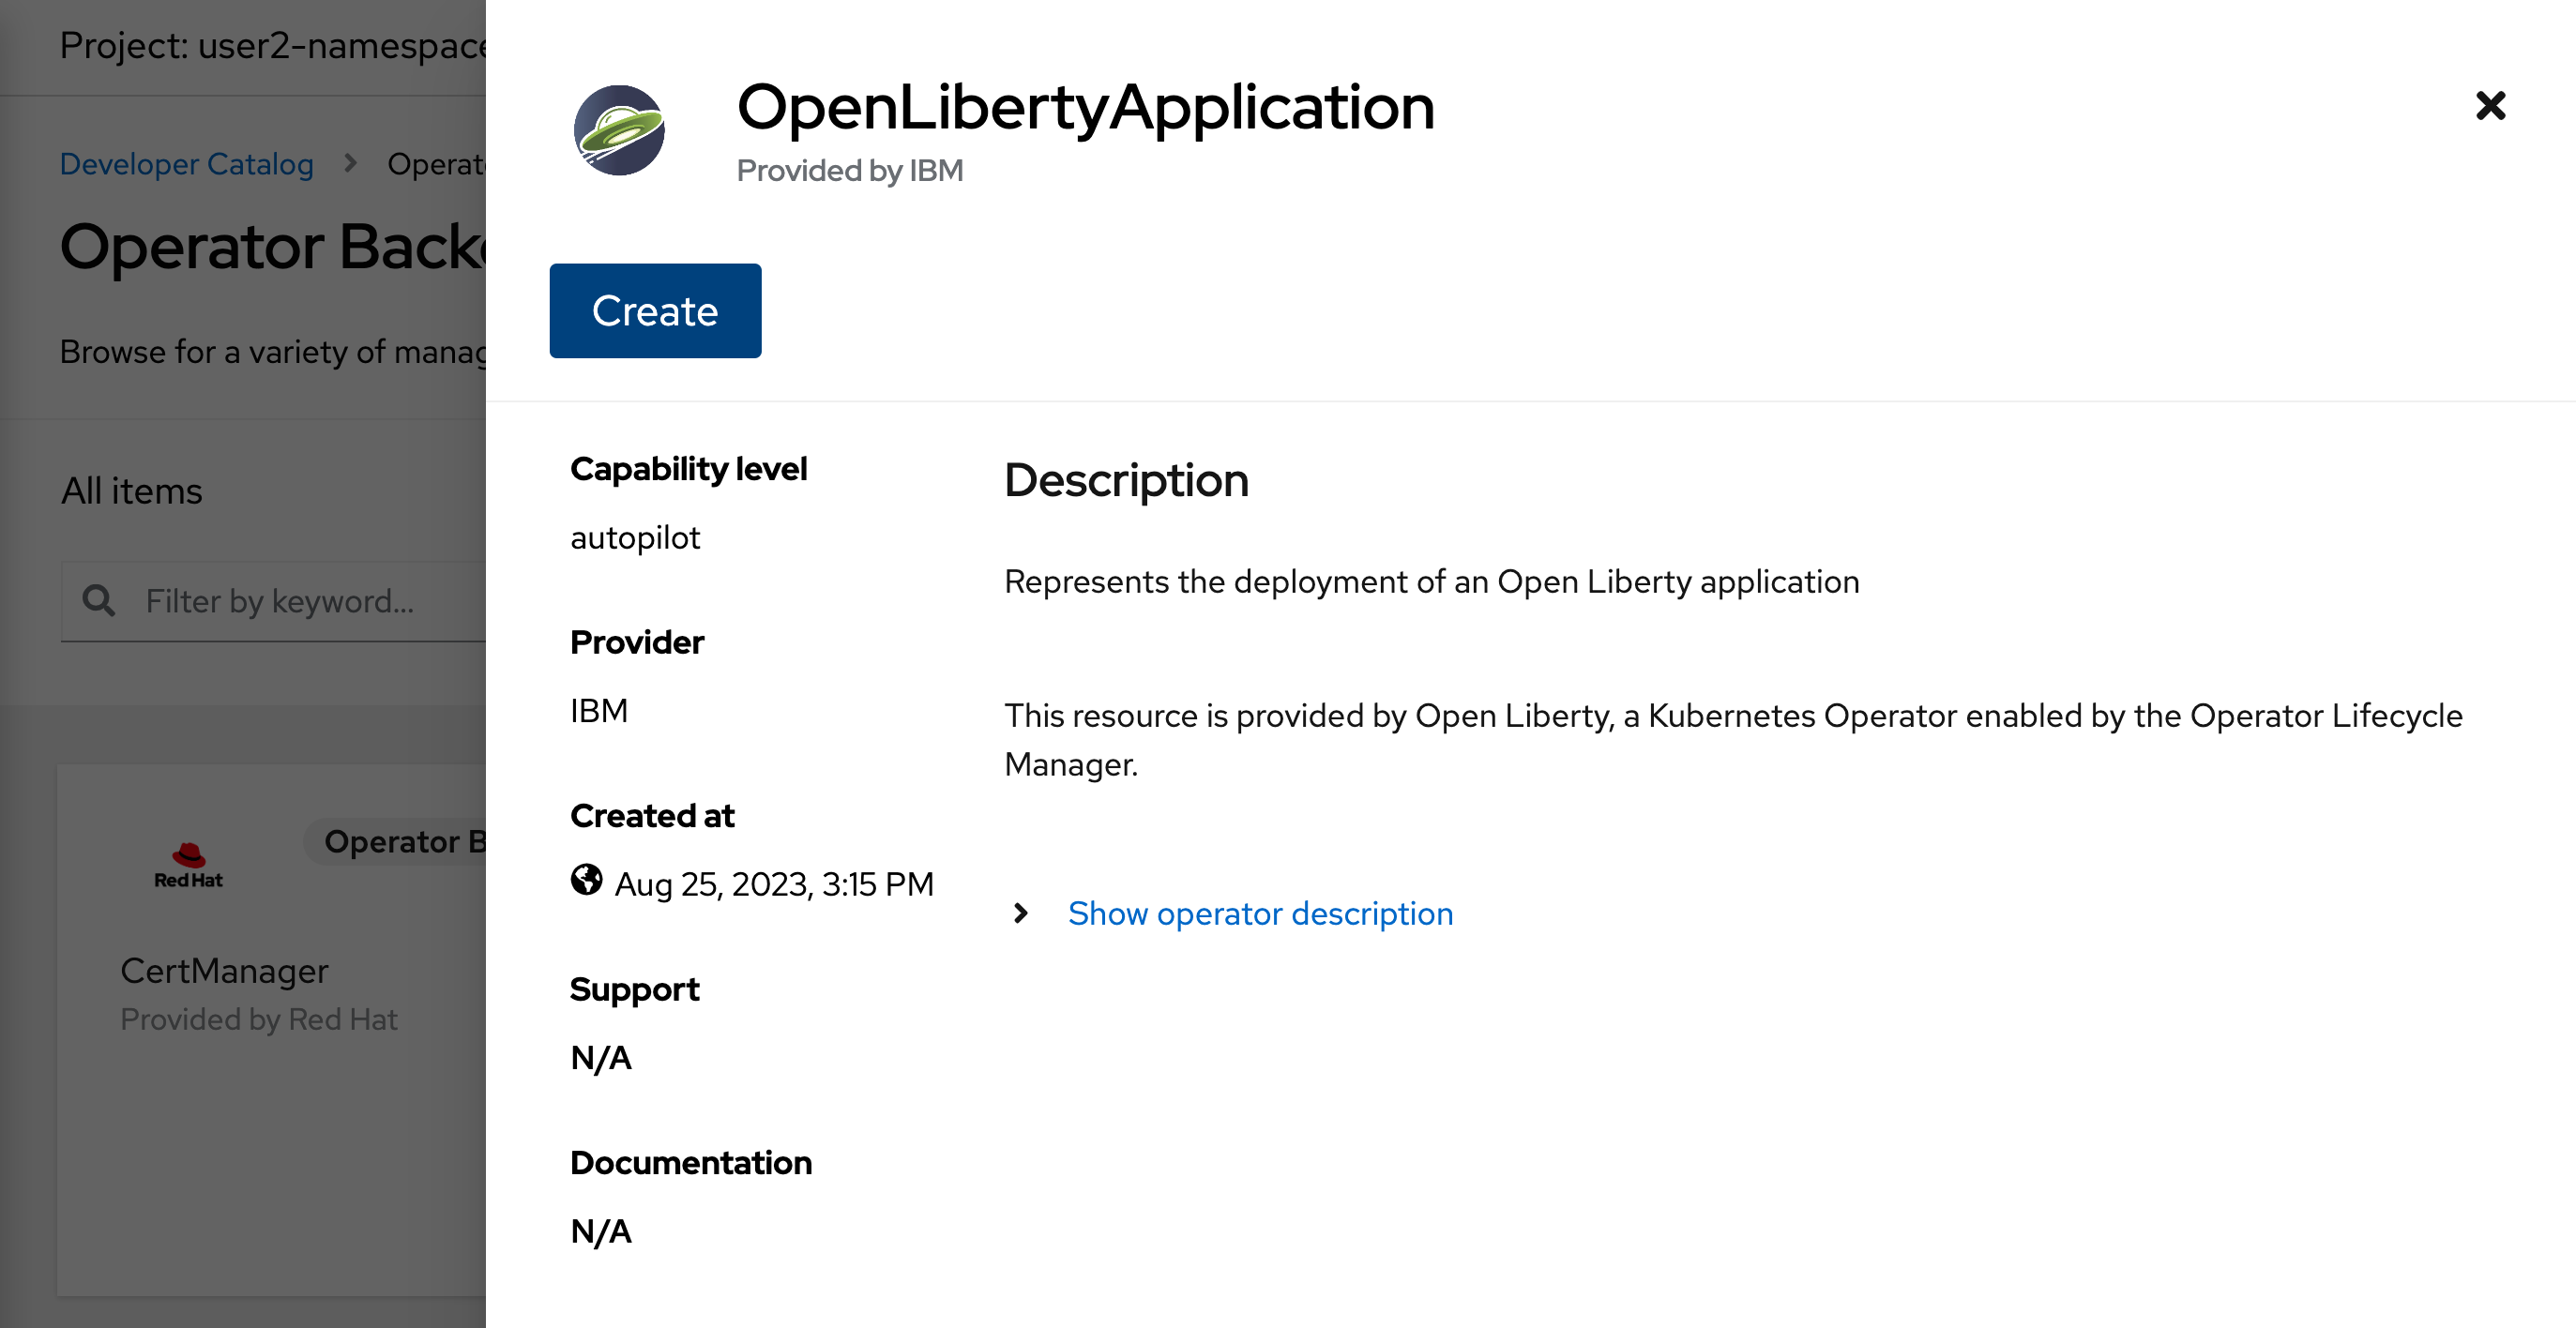 Project: user2-namespace
Developer Catalog
Operator Back
Browse for a variety of
All items
Filter by keyword...
Red Hat
Operator
CertManager
Provided by Red Hat
OpenLibertyApplication
Provided by IBM
Create
Capability level
autopilot
Provider
IBM
Created at
Aug 25, 2023, 3:15 PM
Support
N/A
Documentation
N/A
Description
Represents the deployment of an Open Liberty application
This resource is provided by Open Liberty, a Kubernetes Operator enabled by the Operator Lifecycle
Manager.
Show operator description